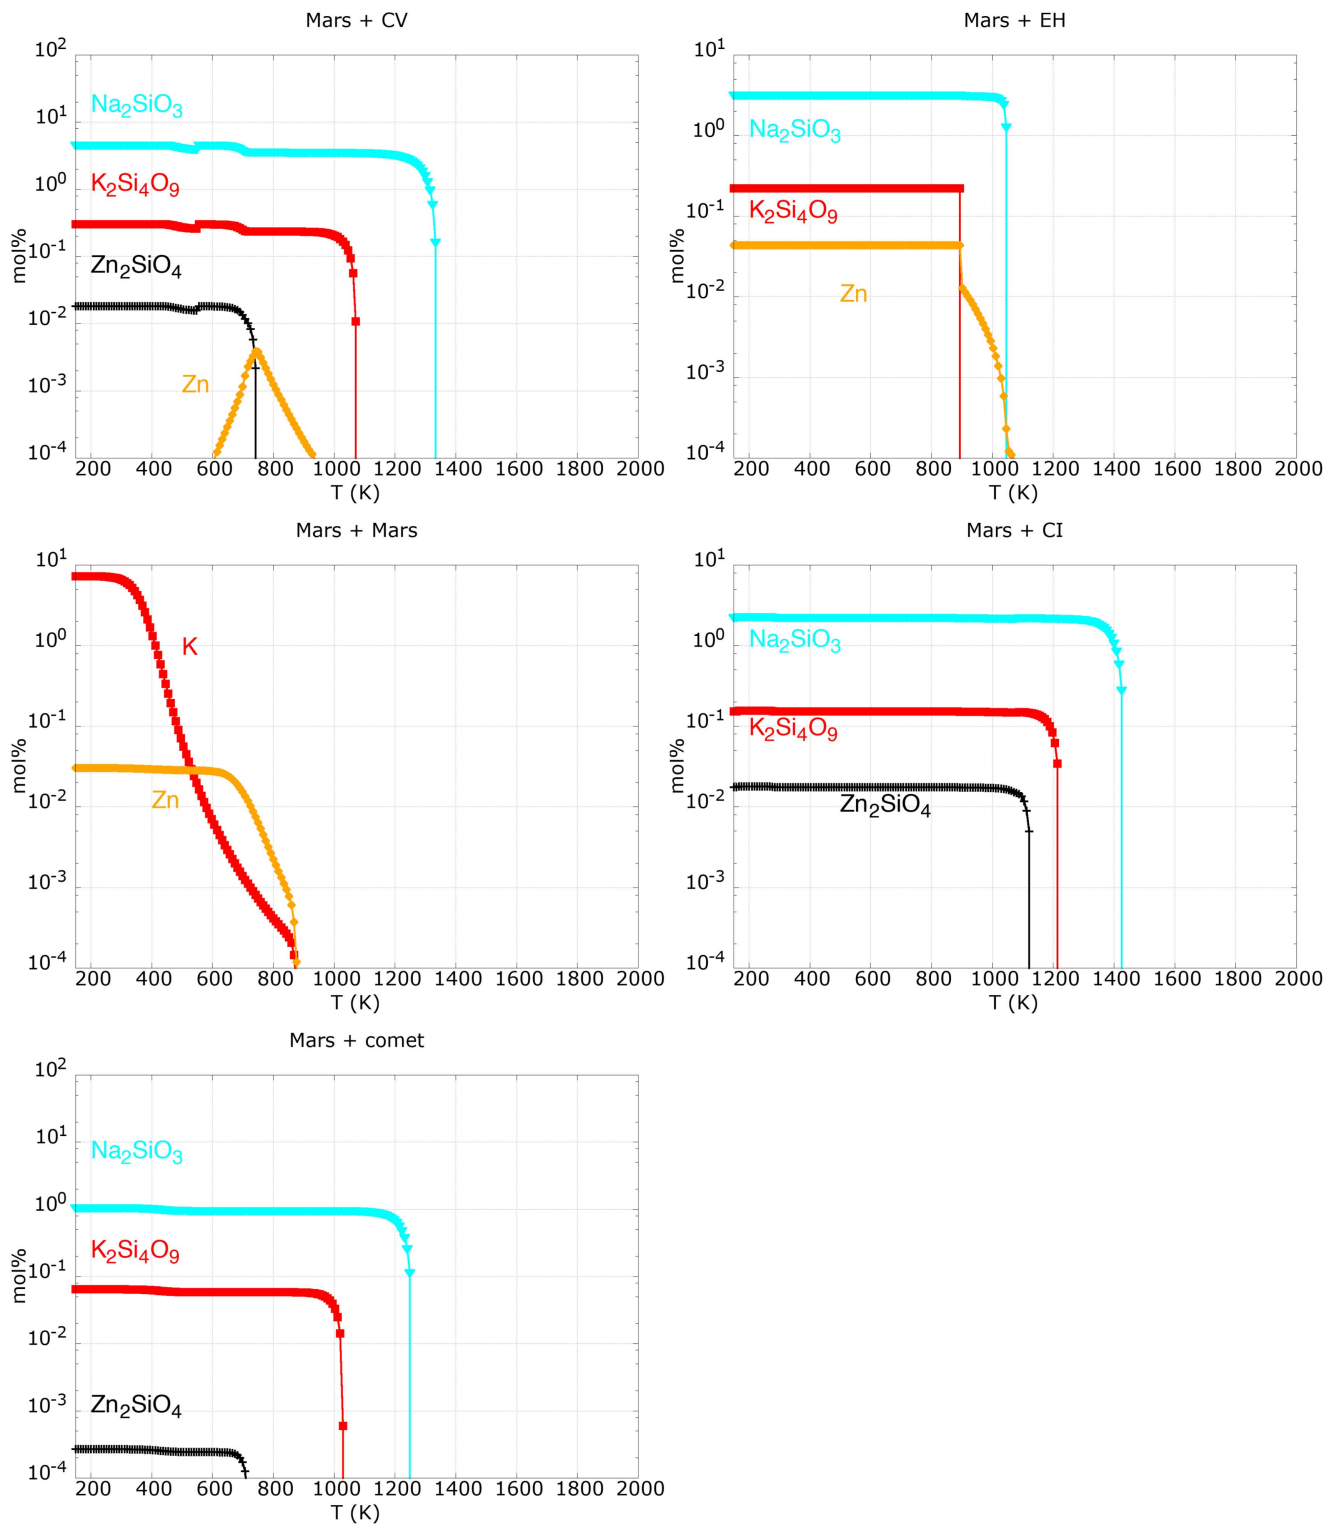 Mars + CV
10²
10¹
10⁰
10⁻¹
10⁻²
10⁻³
10⁻⁴
mol%
Na₂SiO₃
K₂Si₄O₉
Zn₂SiO₄
Zn
200 400 600 800 1000 1200 1400 1600 1800 2000
T (K)
Mars + EH
10¹
10⁰
10⁻¹
10⁻²
10⁻³
10⁻⁴
mol%
Na₂SiO₃
K₂Si₄O₉
Zn
200 400 600 800 1000 1200 1400 1600 1800 2000
T (K)
Mars + Mars
10¹
10⁰
10⁻¹
10⁻²
10⁻³
10⁻⁴
mol%
K
Zn
200 400 600 800 1000 1200 1400 1600 1800 2000
T (K)
Mars + CI
10¹
10⁰
10⁻¹
10⁻²
10⁻³
10⁻⁴
mol%
Na₂SiO₃
K₂Si₄O₉
Zn₂SiO₄
200 400 600 800 1000 1200 1400 1600 1800 2000
T (K)
Mars + comet
10²
10¹
10⁰
10⁻¹
10⁻²
10⁻³
10⁻⁴
mol%
Na₂SiO₃
K₂Si₄O₉
Zn₂SiO₄
200 400 600 800 1000 1200 1400 1600 1800 2000
T (K)